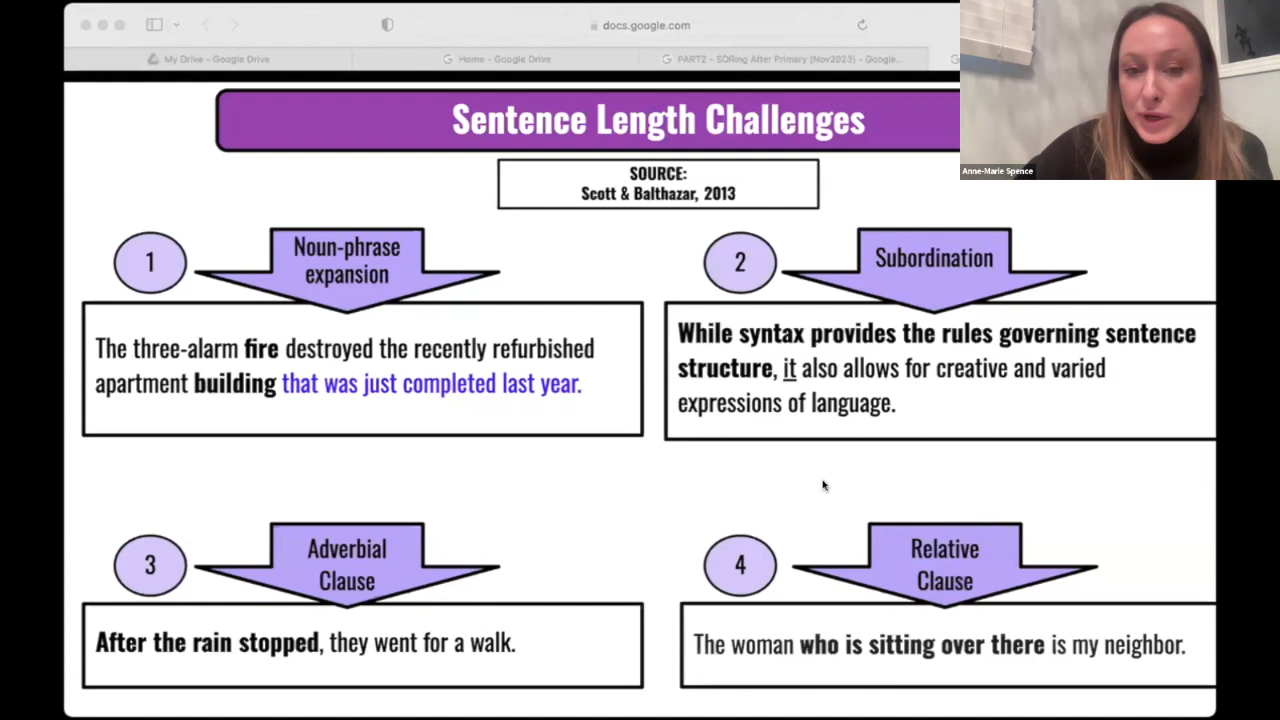 docs.google.com
My Drive - Google Drive
Home - Google Drive
PART2 - SORing After Primary (Nov2023) - Google...
Anne-Marie Spence
Sentence Length Challenges
SOURCE:
Scott & Balthazar, 2013
1
Noun-phrase
expansion
The three-alarm fire destroyed the recently refurbished
apartment building that was just completed last year.
2
Subordination
While syntax provides the rules governing sentence
structure, it also allows for creative and varied
expressions of language.
3
Adverbial
Clause
After the rain stopped, they went for a walk.
4
Relative
Clause
The woman who is sitting over there is my neighbor.